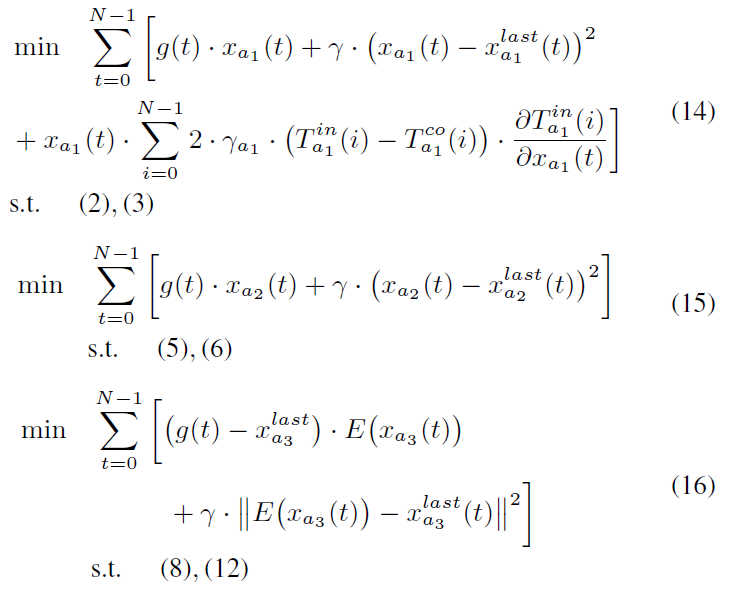 min \sum_{t=0}^{N-1} \Big[ g(t) \cdot x_{a_1}(t) + \gamma \cdot \big(x_{a_1}(t) - x_{a_1}^{last}(t)\big)^2
+ x_{a_1}(t) \cdot \sum_{i=0}^{N-1} 2 \cdot \gamma_{a_1} \cdot \big(T_{a_1}^{in}(i) - T_{a_1}^{co}(i)\big) \cdot \frac{\partial T_{a_1}^{in}(i)}{\partial x_{a_1}(t)} \Big] (14)
s.t. (2), (3)
min \sum_{t=0}^{N-1} \Big[ g(t) \cdot x_{a_2}(t) + \gamma \cdot \big(x_{a_2}(t) - x_{a_2}^{last}(t)\big)^2 \Big] (15)
s.t. (5), (6)
min \sum_{t=0}^{N-1} \Big[ \big(g(t) - x_{a_3}^{last}\big) \cdot E\big(x_{a_3}(t)\big)
+ \gamma \cdot \big\| E\big(x_{a_3}(t)\big) - x_{a_3}^{last}(t) \big\|^2 \Big] (16)
s.t. (8), (12)